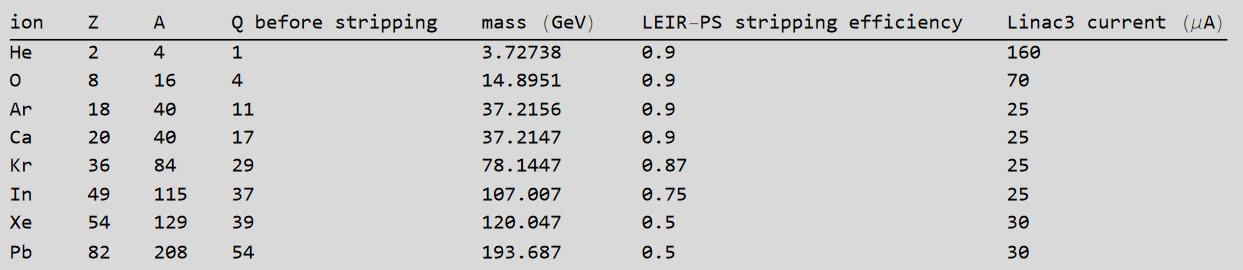 ion Z A Q before stripping mass (GeV) LEIR-PS stripping efficiency Linac3 current (μA)
He 2 4 1 3.72738 0.9 160
O 8 16 4 14.8951 0.9 70
Ar 18 40 11 37.2156 0.9 25
Ca 20 40 17 37.2147 0.9 25
Kr 36 84 29 78.1447 0.87 25
In 49 115 37 107.007 0.75 25
Xe 54 129 39 120.047 0.5 30
Pb 82 208 54 193.687 0.5 30